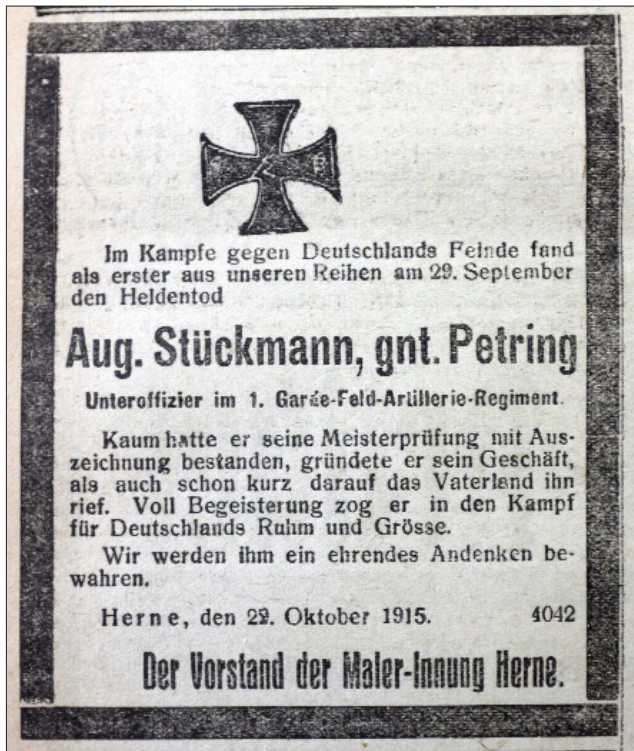 Im Kampfe gegen Deutschlands Feinde fand
als erster aus unseren Reihen am 29. September
den Heldentod
Aug. Stückmann, gnt. Petring
Unteroffizier im 1. Garde-Feld-Artillerie-Regiment.
Kaum hatte er seine Meisterprüfung mit Aus-
zeichnung bestanden, gründete er sein Geschäft,
als auch schon kurz darauf das Vaterland ihn
rief. Voll Begeisterung zog er in den Kampf
für Deutschlands Ruhm und Grösse.
Wir werden ihm ein ehrendes Andenken be-
wahren.
Herne, den 22. Oktober 1915. 4042
Der Vorstand der Maler-Innung Herne.